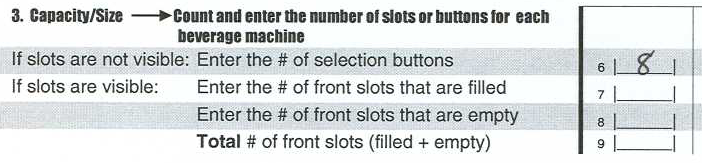 3. Capacity/Size → Count and enter the number of slots or buttons for each
beverage machine
If slots are not visible: Enter the # of selection buttons 6 8
If slots are visible: Enter the # of front slots that are filled 7
Enter the # of front slots that are empty 8
Total # of front slots (filled + empty) 9